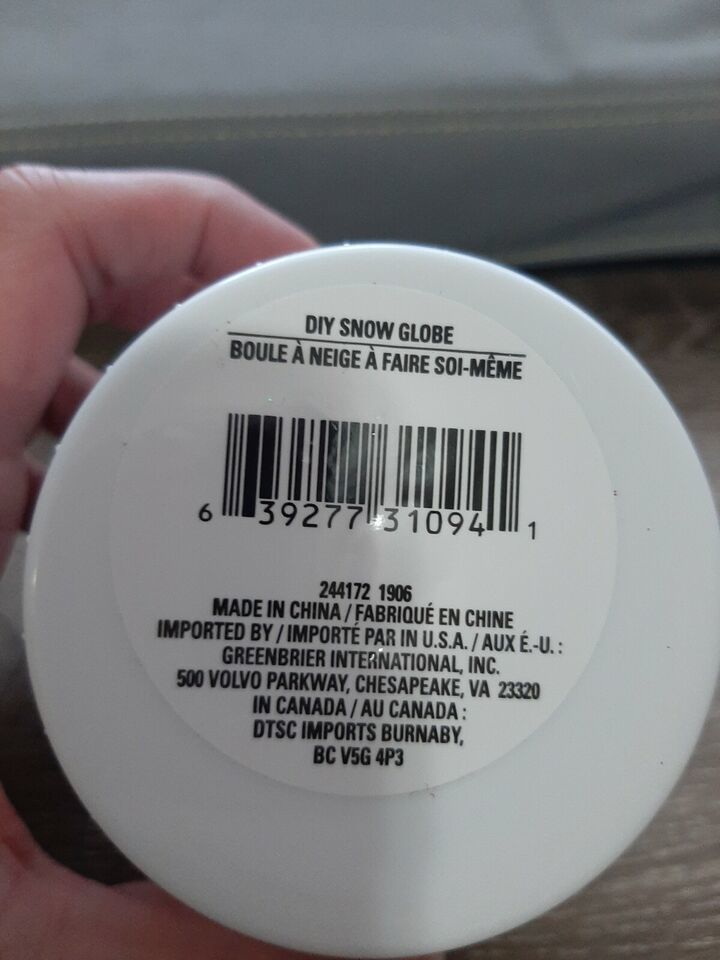 DIY SNOW GLOBE
BOULE À NEIGE À FAIRE SOI-MÊME
6 39277 31094 1
244172 1906
MADE IN CHINA / FABRIQUÉ EN CHINE
IMPORTED BY / IMPORTÉ PAR IN U.S.A. / AUX É.-U. :
GREENBRIER INTERNATIONAL, INC.
500 VOLVO PARKWAY, CHESAPEAKE, VA 23320
IN CANADA / AU CANADA :
DTSC IMPORTS BURNABY,
BC V5G 4P3